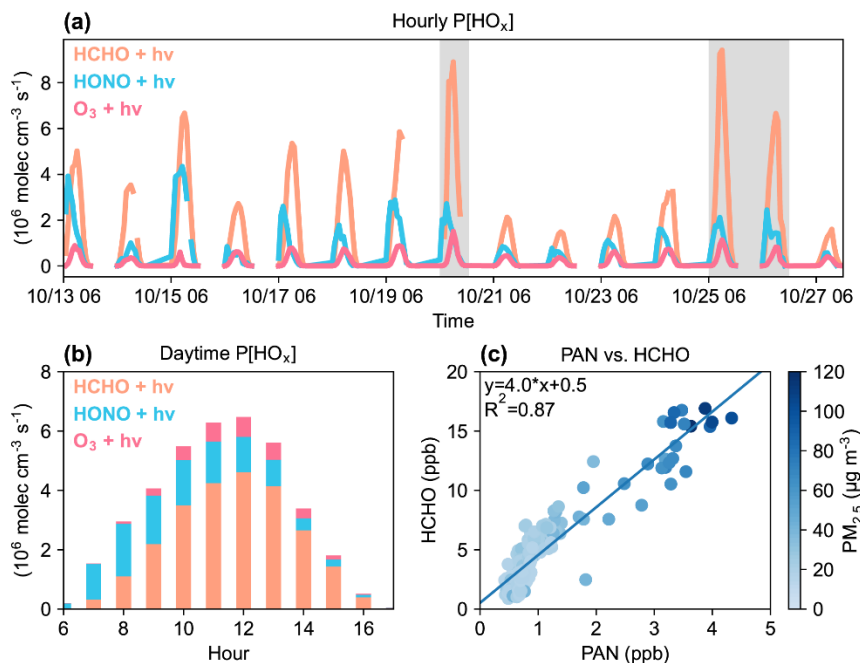 (a) Hourly P[HOₓ]
HCHO + hv
HONO + hv
O₃ + hv
(10⁶ molec cm⁻³ s⁻¹)
8
6
4
2
0
10/13 06 10/15 06 10/17 06 10/19 06 10/21 06 10/23 06 10/25 06 10/27 06
Time
(b) Daytime P[HOₓ]
HCHO + hv
HONO + hv
O₃ + hv
(10⁶ molec cm⁻³ s⁻¹)
8
6
4
2
0
6 8 10 12 14 16
Hour
(c) PAN vs. HCHO
y=4.0*x+0.5
R²=0.87
HCHO (ppb)
20
15
10
5
0
0 1 2 3 4 5
PAN (ppb)
120
100
80
60
40
20
0
PM₂.₅ (μg m⁻³)